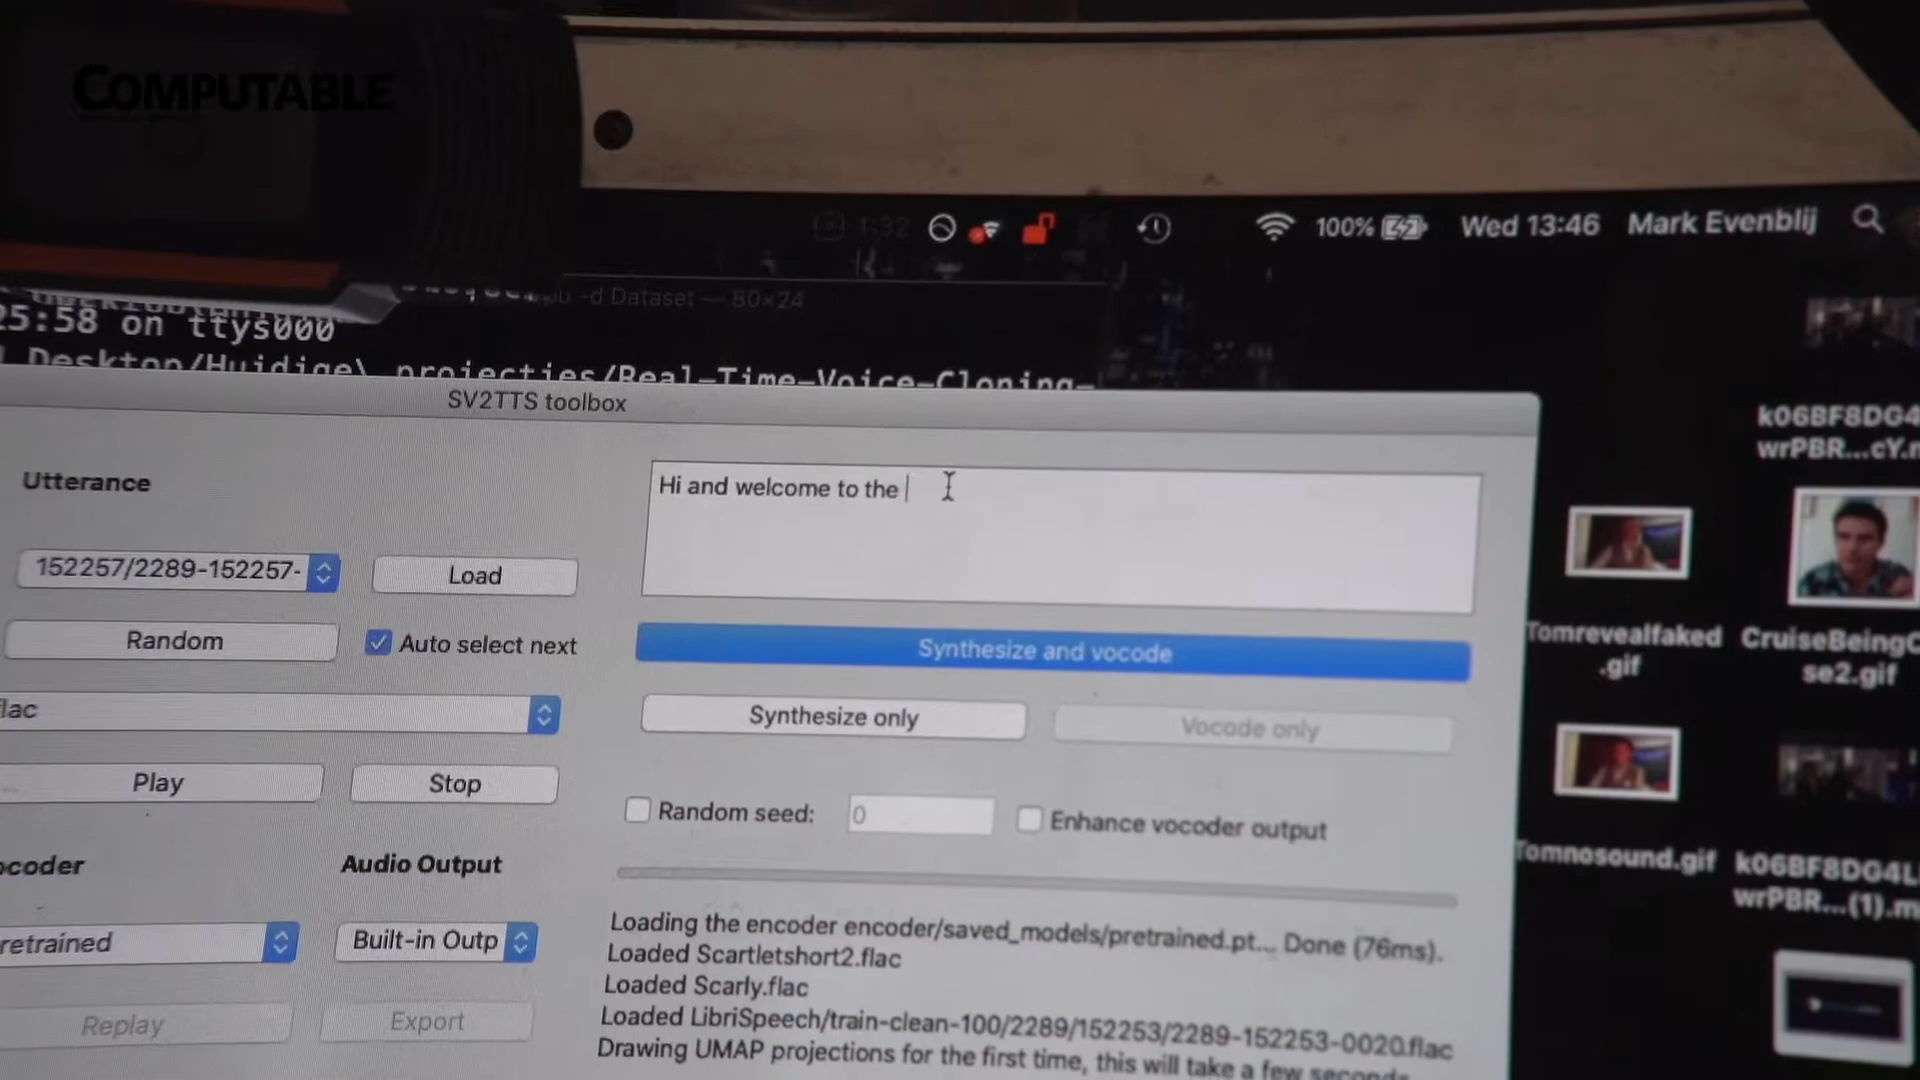 COMPUTABLE
1:32
100%
Wed 13:46
Mark Evenblij
-d Dataset — 80×24
25:58 on ttys000
Desktop/Huidige\ projecties/Real-Time-Voice-Cloning-
SV2TTS toolbox
Utterance
Hi and welcome to the
152257/2289-152257-
Load
Random
Auto select next
Synthesize and vocode
lac
Synthesize only
Vocode only
Play
Stop
Random seed:
0
Enhance vocoder output
ocoder
Audio Output
retrained
Built-in Outp
Replay
Export
Loading the encoder encoder/saved_models/pretrained.pt... Done (76ms).
Loaded Scartletshort2.flac
Loaded Scarly.flac
Loaded LibriSpeech/train-clean-100/2289/152253/2289-152253-0020.flac
Drawing UMAP projections for the first time, this will take a few seconds.
k06BF8DG4
wrPBR...cY.m
Tomrevealfaked
.gif
CruiseBeingC
se2.gif
Tomnosound.gif
k06BF8DG4L
wrPBR...(1).m